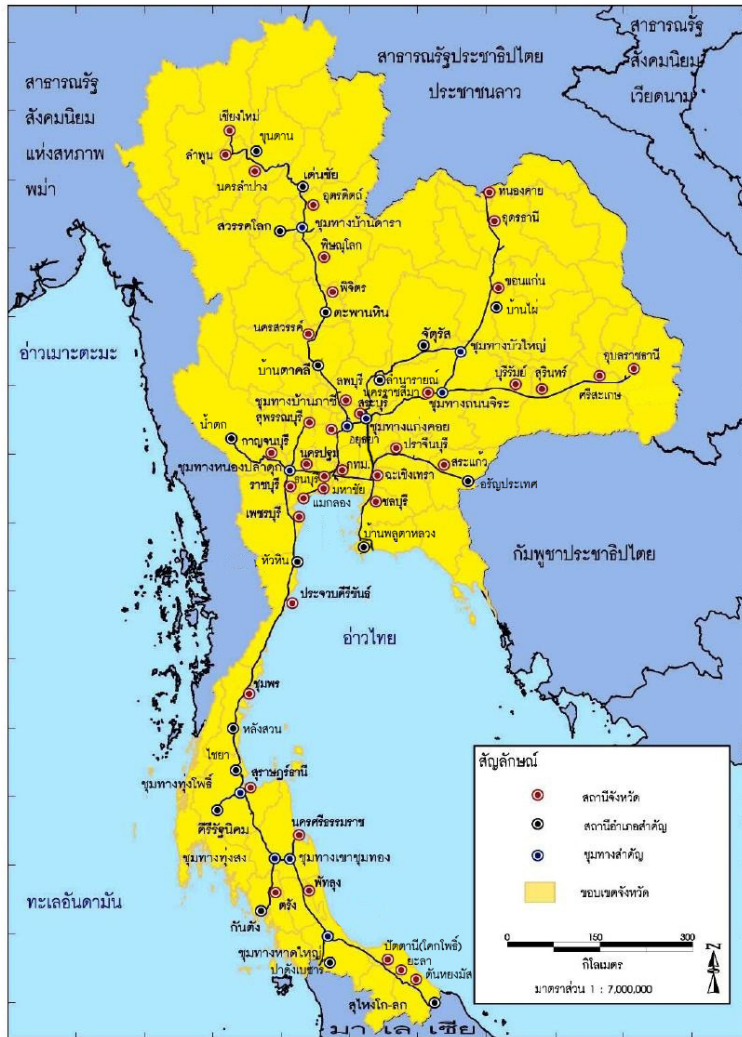 สาธารณรัฐ
สังคมนิยม
แห่งสหภาพ
พม่า
สาธารณรัฐประชาธิปไตย
ประชาชนลาว
สาธารณรัฐ
สังคมนิยม
เวียดนาม
เชียงใหม่
ขุนตาน
ลำพูน
นครลำปาง
เด่นชัย
อุตรดิตถ์
สวรรคโลก
ชุมทางบ้านดารา
พิษณุโลก
พิจิตร
ตะพานหิน
นครสวรรค์
บ้านตาคลี
หนองคาย
อุดรธานี
ขอนแก่น
บ้านไผ่
จัตุรัส
ชุมทางบัวใหญ่
ลำนารายณ์
ลพบุรี
นครราชสีมา
บุรีรัมย์
สุรินทร์
อุบลราชธานี
ศรีสะเกษ
ชุมทางถนนจิระ
ชุมทางบ้านภาชี
สระบุรี
สุพรรณบุรี
ชุมทางแก่งคอย
อยุธยา
น้ำตก
กาญจนบุรี
นครปฐม
กทม.
ปราจีนบุรี
สระแก้ว
ชุมทางหนองปลาดุก
ธนบุรี
ฉะเชิงเทรา
อรัญประเทศ
ราชบุรี
มหาชัย
แม่กลอง
ชลบุรี
เพชรบุรี
บ้านพลูตาหลวง
หัวหิน
ประจวบคีรีขันธ์
อ่าวเมาะตะมะ
กัมพูชาประชาธิปไตย
อ่าวไทย
ชุมพร
หลังสวน
ไชยา
สุราษฎร์ธานี
ชุมทางทุ่งโพธิ์
คีรีรัฐนิคม
นครศรีธรรมราช
ชุมทางทุ่งสง
ชุมทางเขาชุมทอง
ทะเลอันดามัน
ตรัง
พัทลุง
กันตัง
ชุมทางหาดใหญ่
ปาดังเบซาร์
ปัตตานี(โคกโพธิ์)
ยะลา
ตันหยงมัส
สุไหงโก-ลก
มาเลเซีย
สัญลักษณ์
สถานีจังหวัด
สถานีอำเภอสำคัญ
ชุมทางสำคัญ
ขอบเขตจังหวัด
0 150 300
กิโลเมตร
มาตราส่วน 1 : 7,000,000
N